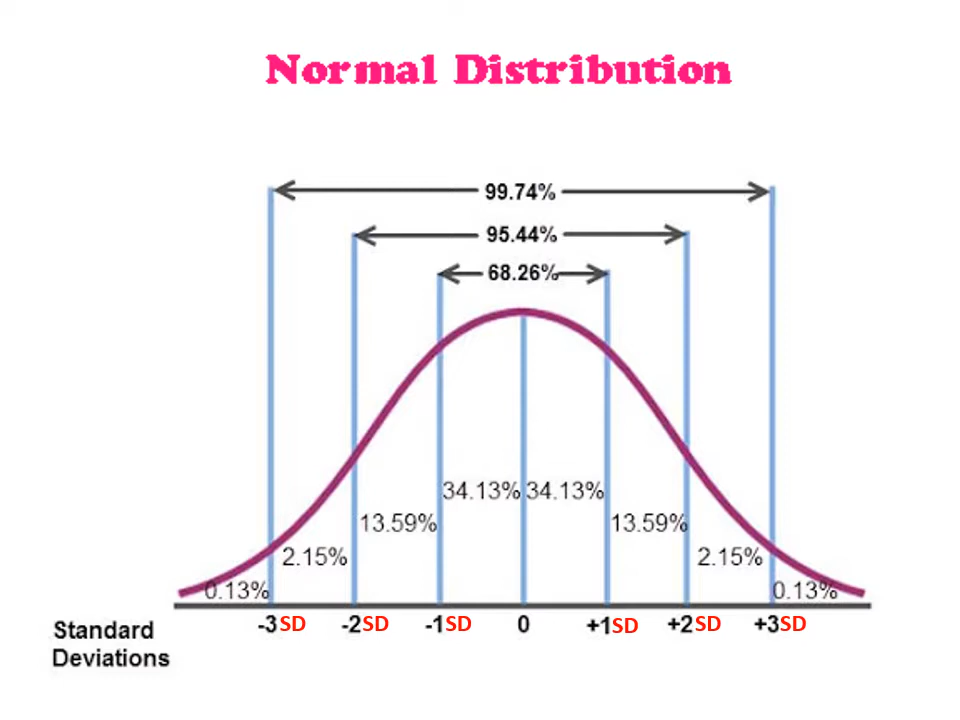 Normal Distribution
99.74%
95.44%
68.26%
34.13% 34.13%
13.59% 13.59%
2.15% 2.15%
0.13% 0.13%
-3SD -2SD -1SD 0 +1SD +2SD +3SD
Standard
Deviations